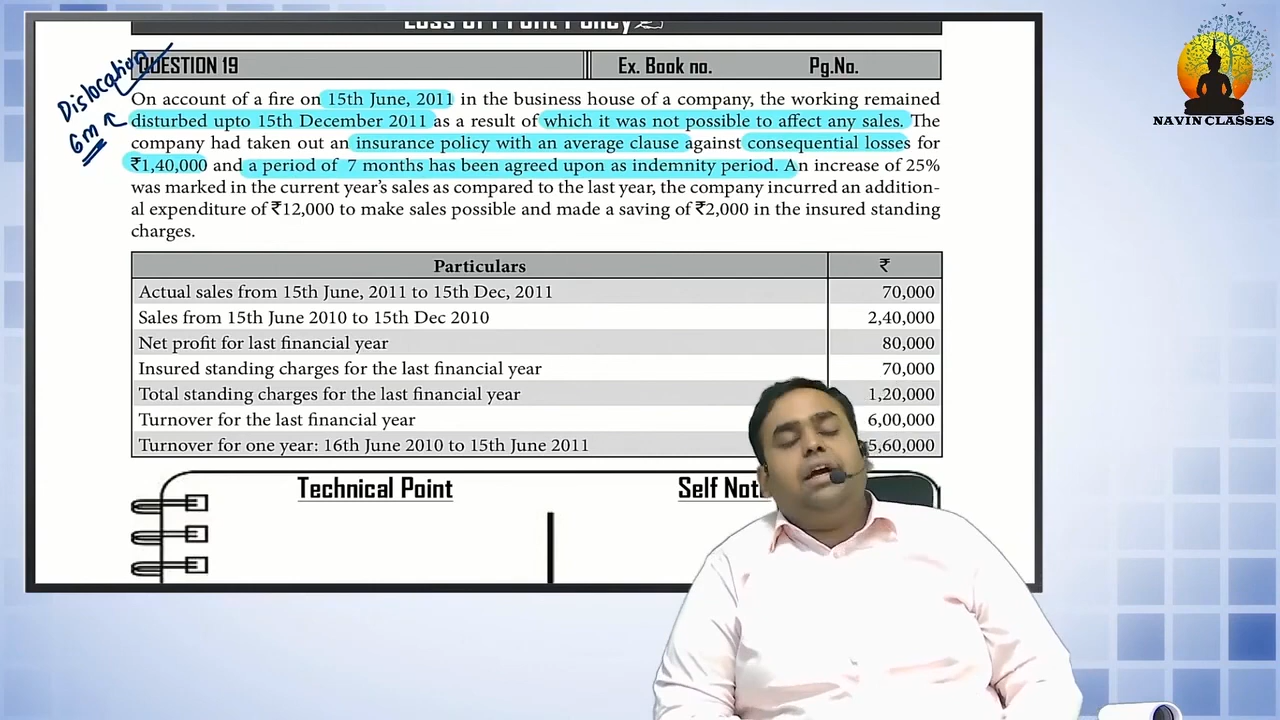 Loss of Profit Policy
QUESTION 19 Ex. Book no. Pg.No.
Dislocation
6m
On account of a fire on 15th June, 2011 in the business house of a company, the working remained
disturbed upto 15th December 2011 as a result of which it was not possible to affect any sales. The
company had taken out an insurance policy with an average clause against consequential losses for
₹1,40,000 and a period of 7 months has been agreed upon as indemnity period. An increase of 25%
was marked in the current year's sales as compared to the last year, the company incurred an addition-
al expenditure of ₹12,000 to make sales possible and made a saving of ₹2,000 in the insured standing
charges.
Particulars ₹
Actual sales from 15th June, 2011 to 15th Dec, 2011 70,000
Sales from 15th June 2010 to 15th Dec 2010 2,40,000
Net profit for last financial year 80,000
Insured standing charges for the last financial year 70,000
Total standing charges for the last financial year 1,20,000
Turnover for the last financial year 6,00,000
Turnover for one year: 16th June 2010 to 15th June 2011 5,60,000
Technical Point Self
NAVIN CLASSES